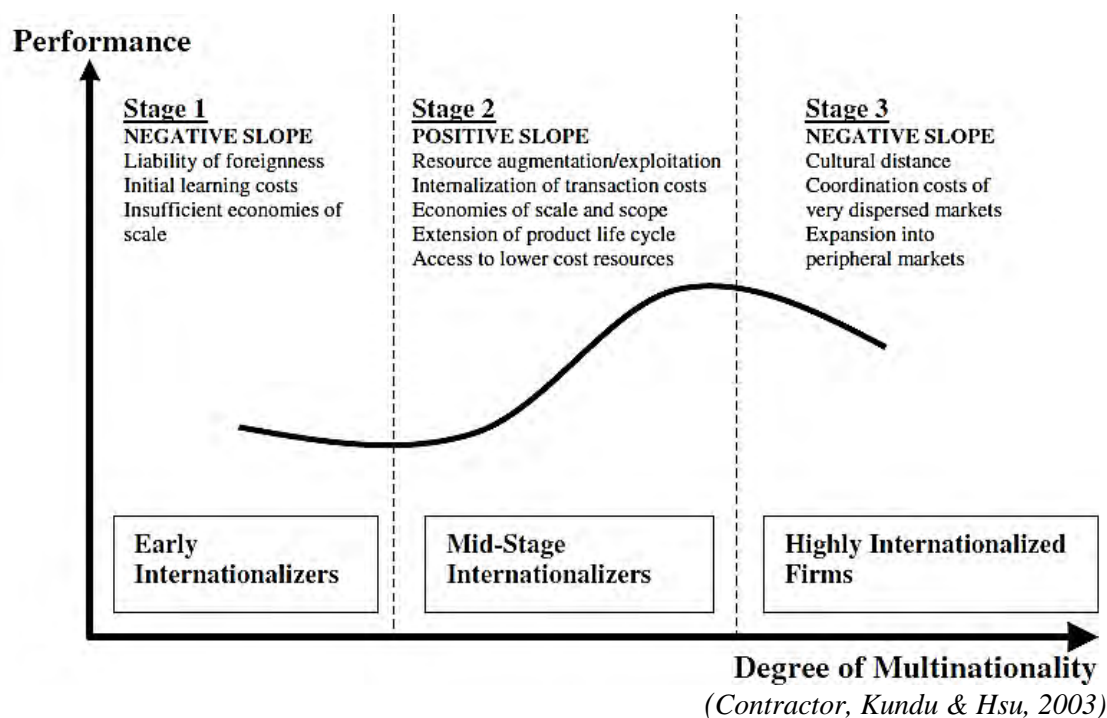 Performance
Stage 1
NEGATIVE SLOPE
Liability of foreignness
Initial learning costs
Insufficient economies of
scale
Stage 2
POSITIVE SLOPE
Resource augmentation/exploitation
Internalization of transaction costs
Economies of scale and scope
Extension of product life cycle
Access to lower cost resources
Stage 3
NEGATIVE SLOPE
Cultural distance
Coordination costs of
very dispersed markets
Expansion into
peripheral markets
Early
Internationalizers
Mid-Stage
Internationalizers
Highly Internationalized
Firms
Degree of Multinationality
(Contractor, Kundu & Hsu, 2003)